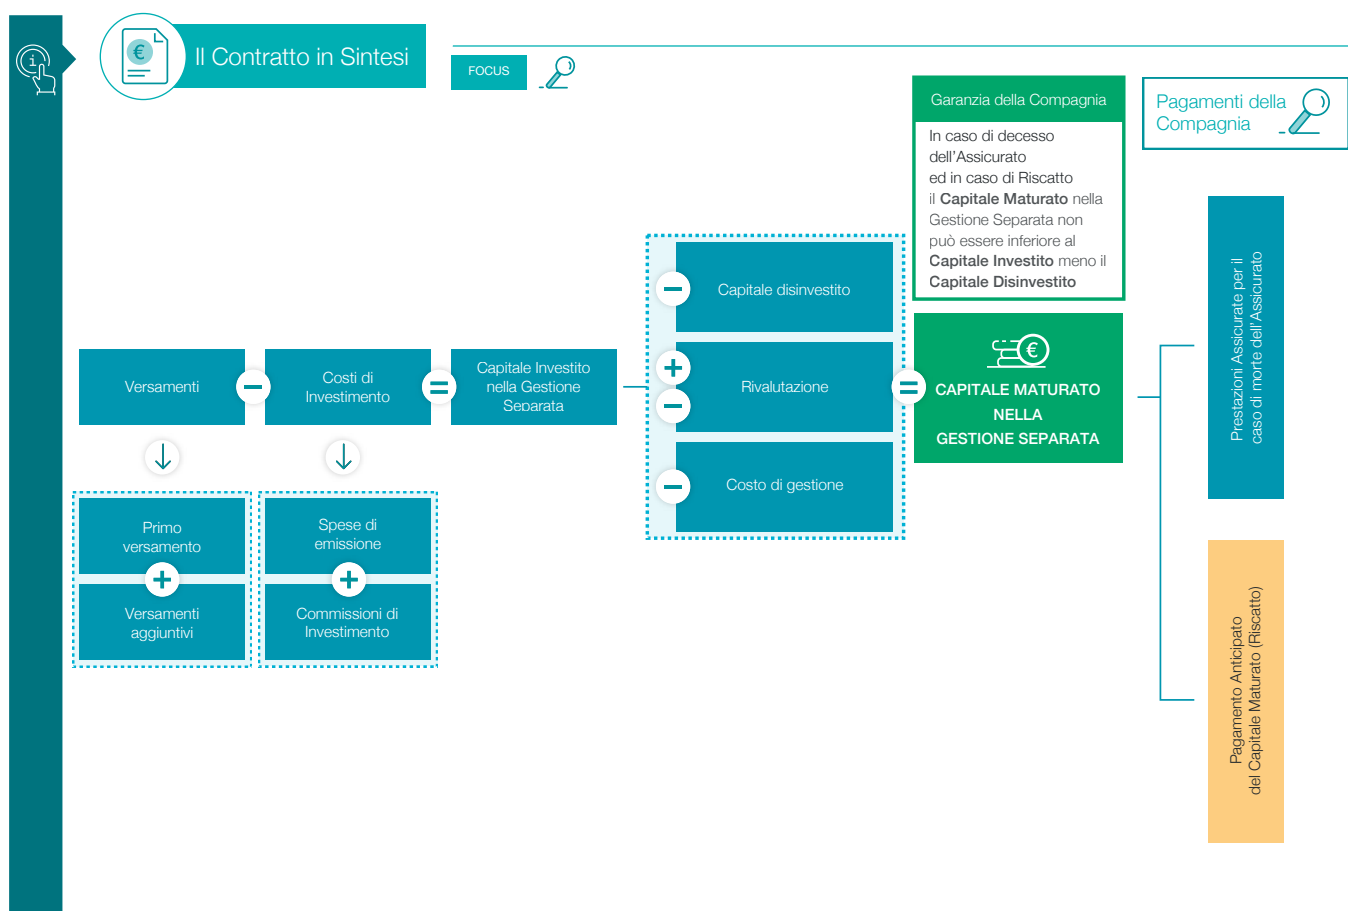 Il Contratto in Sintesi
FOCUS
Garanzia della Compagnia
In caso di decesso
dell'Assicurato
ed in caso di Riscatto
il Capitale Maturato nella
Gestione Separata non
può essere inferiore al
Capitale Investito meno il
Capitale Disinvestito
Pagamenti della
Compagnia
Versamenti
−
Costi di
Investimento
=
Capitale Investito
nella Gestione
Separata
−
Capitale disinvestito
+
−
Rivalutazione
−
Costo di gestione
=
€
CAPITALE MATURATO
NELLA
GESTIONE SEPARATA
Primo
versamento
+
Versamenti
aggiuntivi
Spese di
emissione
+
Commissioni di
Investimento
Prestazioni Assicurate per il
caso di morte dell'Assicurato
Pagamento Anticipato
del Capitale Maturato (Riscatto)